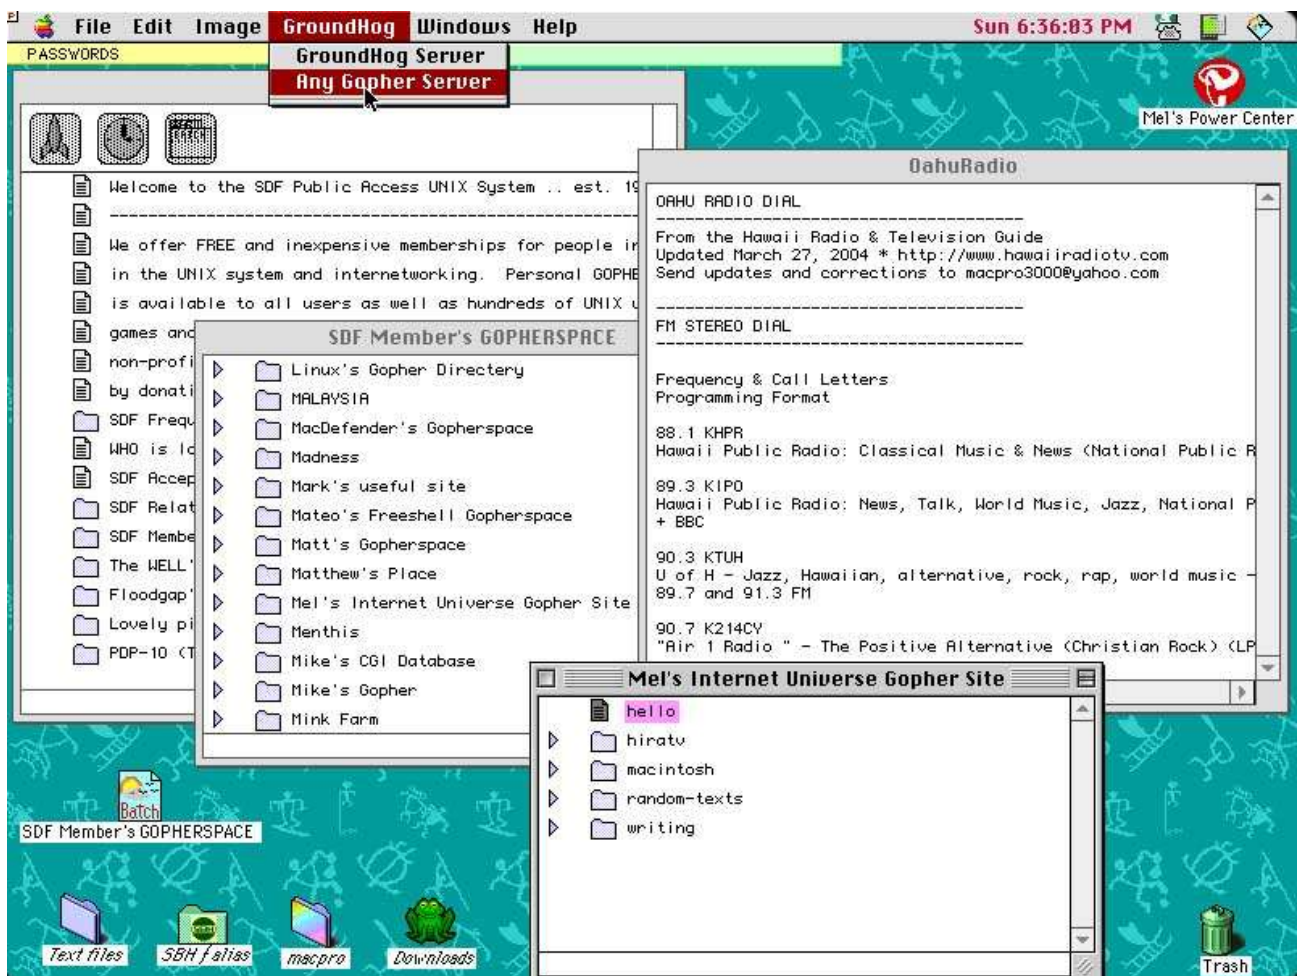 File Edit Image GroundHog Windows Help
Sun 6:36:03 PM
PASSWORDS
GroundHog Server
Any Gopher Server
Mel's Power Center
Welcome to the SDF Public Access UNIX System .. est. 19
------------------------------------------------------
We offer FREE and inexpensive memberships for people in
in the UNIX system and internetworking. Personal GOPHE
is available to all users as well as hundreds of UNIX u
games and
non-profi
by donati
SDF Frequ
WHO is lo
SDF Accep
SDF Relat
SDF Membe
The WELL'
Floodgap'
Lovely pi
PDP-10 (T
SDF Member's GOPHERSPACE
Linux's Gopher Directery
MALAYSIA
MacDefender's Gopherspace
Madness
Mark's useful site
Mateo's Freeshell Gopherspace
Matt's Gopherspace
Matthew's Place
Mel's Internet Universe Gopher Site
Menthis
Mike's CGI Database
Mike's Gopher
Mink Farm
OahuRadio
OAHU RADIO DIAL
--------------------------------------
From the Hawaii Radio & Television Guide
Updated March 27, 2004 * http://www.hawaiiradiotv.com
Send updates and corrections to macpro3000@yahoo.com
--------------------------------------
FM STEREO DIAL
--------------------------------------
Frequency & Call Letters
Programming Format
88.1 KHPR
Hawaii Public Radio: Classical Music & News (National Public R
89.3 KIPO
Hawaii Public Radio: News, Talk, World Music, Jazz, National P
+ BBC
90.3 KTUH
U of H - Jazz, Hawaiian, alternative, rock, rap, world music -
89.7 and 91.3 FM
90.7 K214CY
"Air 1 Radio " - The Positive Alternative (Christian Rock) (LP
Mel's Internet Universe Gopher Site
hello
hiratv
macintosh
random-texts
writing
Batch
SDF Member's GOPHERSPACE
Text files
SBH f alias
macpro
Downloads
Trash